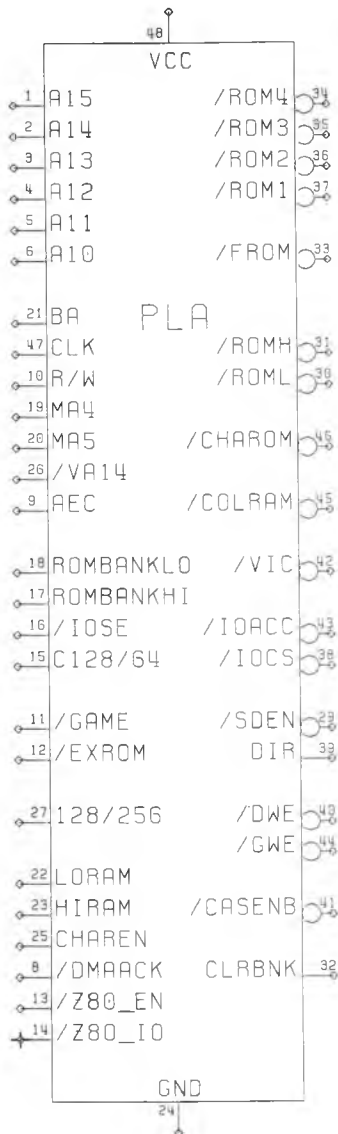 48
VCC
1 A15 /ROM4 34
2 A14 /ROM3 35
3 A13 /ROM2 36
4 A12 /ROM1 37
5 A11
6 A10 /FROM 33
21 BA PLA
47 CLK /ROMH 31
10 R/W /ROML 30
19 MA4
20 MA5 /CHAROM 46
26 /VA14
9 AEC /COLRAM 45
18 ROMBANKLO /VIC 42
17 ROMBANKHI
16 /IOSE /IOACC 43
15 C128/64 /IOCS 38
11 /GAME /SDEN
12 /EXROM DIR 39
27 128/256 /DWE
/GWE 44
22 LORAM
23 HIRAM /CASENB 41
25 CHAREN
8 /DMAACK CLRBNK 32
13 /Z80_EN
14 /Z80_IO
GND
24